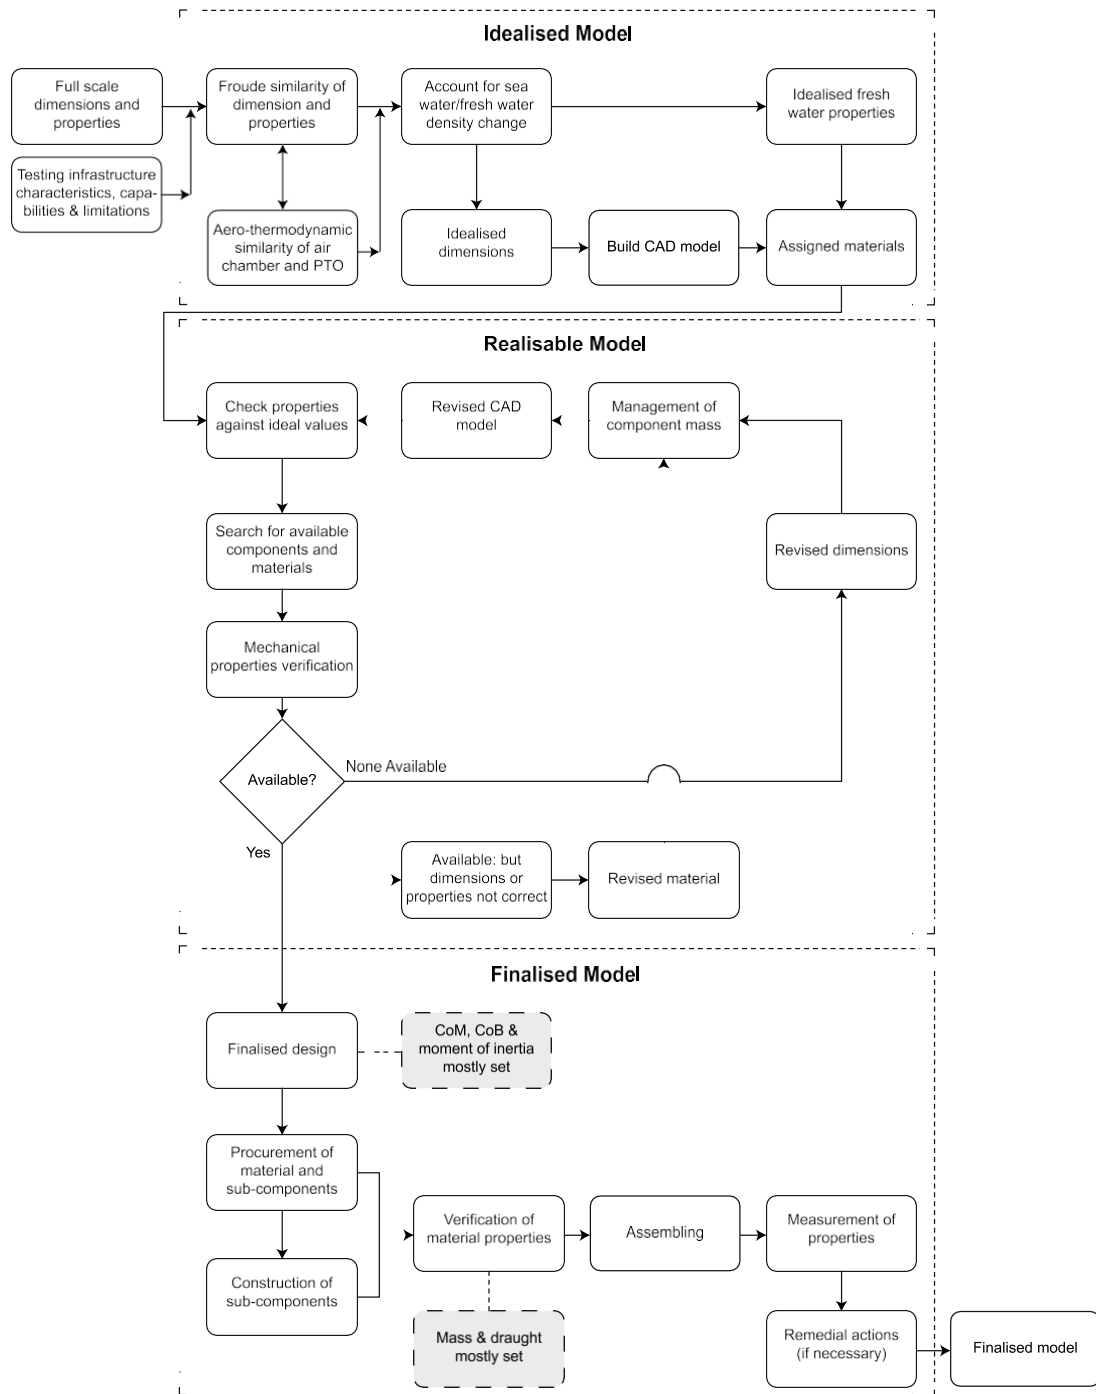 Idealised Model
Full scale
dimensions and
properties
Froude similarity of
dimension and
properties
Account for sea
water/fresh water
density change
Idealised fresh
water properties
Testing infrastructure
characteristics, capa-
bilities & limitations
Aero-thermodynamic
similarity of air
chamber and PTO
Idealised
dimensions
Build CAD model
Assigned materials
Realisable Model
Check properties
against ideal values
Revised CAD
model
Management of
component mass
Search for available
components and
materials
Revised dimensions
Mechanical
properties verification
Available?
None Available
Yes
Available: but
dimensions or
properties not correct
Revised material
Finalised Model
Finalised design
CoM, CoB &
moment of inertia
mostly set
Procurement of
material and
sub-components
Verification of
material properties
Assembling
Measurement of
properties
Construction of
sub-components
Mass & draught
mostly set
Remedial actions
(if necessary)
Finalised model